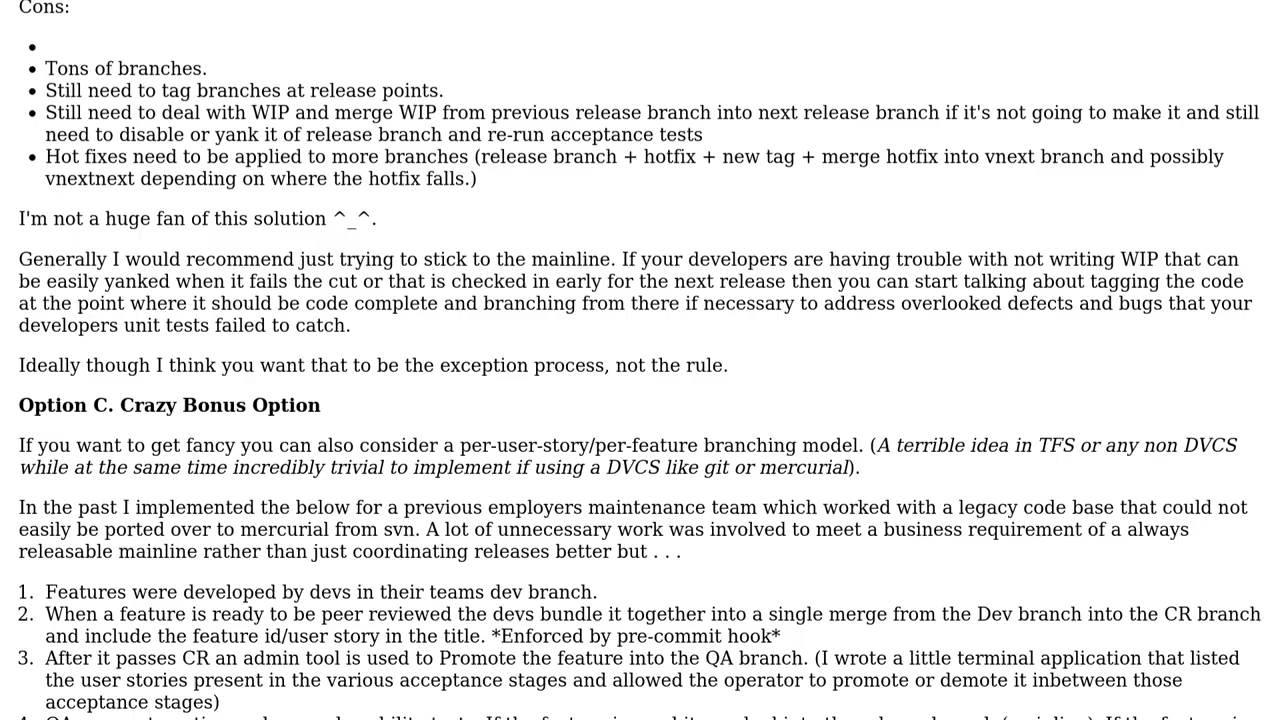 Cons:
Tons of branches.
Still need to tag branches at release points.
Still need to deal with WIP and merge WIP from previous release branch into next release branch if it's not going to make it and still
need to disable or yank it of release branch and re-run acceptance tests
Hot fixes need to be applied to more branches (release branch + hotfix + new tag + merge hotfix into vnext branch and possibly
vnextnext depending on where the hotfix falls.)
I'm not a huge fan of this solution ^_^.
Generally I would recommend just trying to stick to the mainline. If your developers are having trouble with not writing WIP that can
be easily yanked when it fails the cut or that is checked in early for the next release then you can start talking about tagging the code
at the point where it should be code complete and branching from there if necessary to address overlooked defects and bugs that your
developers unit tests failed to catch.
Ideally though I think you want that to be the exception process, not the rule.
Option C. Crazy Bonus Option
If you want to get fancy you can also consider a per-user-story/per-feature branching model. (A terrible idea in TFS or any non DVCS
while at the same time incredibly trivial to implement if using a DVCS like git or mercurial).
In the past I implemented the below for a previous employers maintenance team which worked with a legacy code base that could not
easily be ported over to mercurial from svn. A lot of unnecessary work was involved to meet a business requirement of a always
releasable mainline rather than just coordinating releases better but . . .
1. Features were developed by devs in their teams dev branch.
2. When a feature is ready to be peer reviewed the devs bundle it together into a single merge from the Dev branch into the CR branch
and include the feature id/user story in the title. *Enforced by pre-commit hook*
3. After it passes CR an admin tool is used to Promote the feature into the QA branch. (I wrote a little terminal application that listed
the user stories present in the various acceptance stages and allowed the operator to promote or demote it inbetween those
acceptance stages)